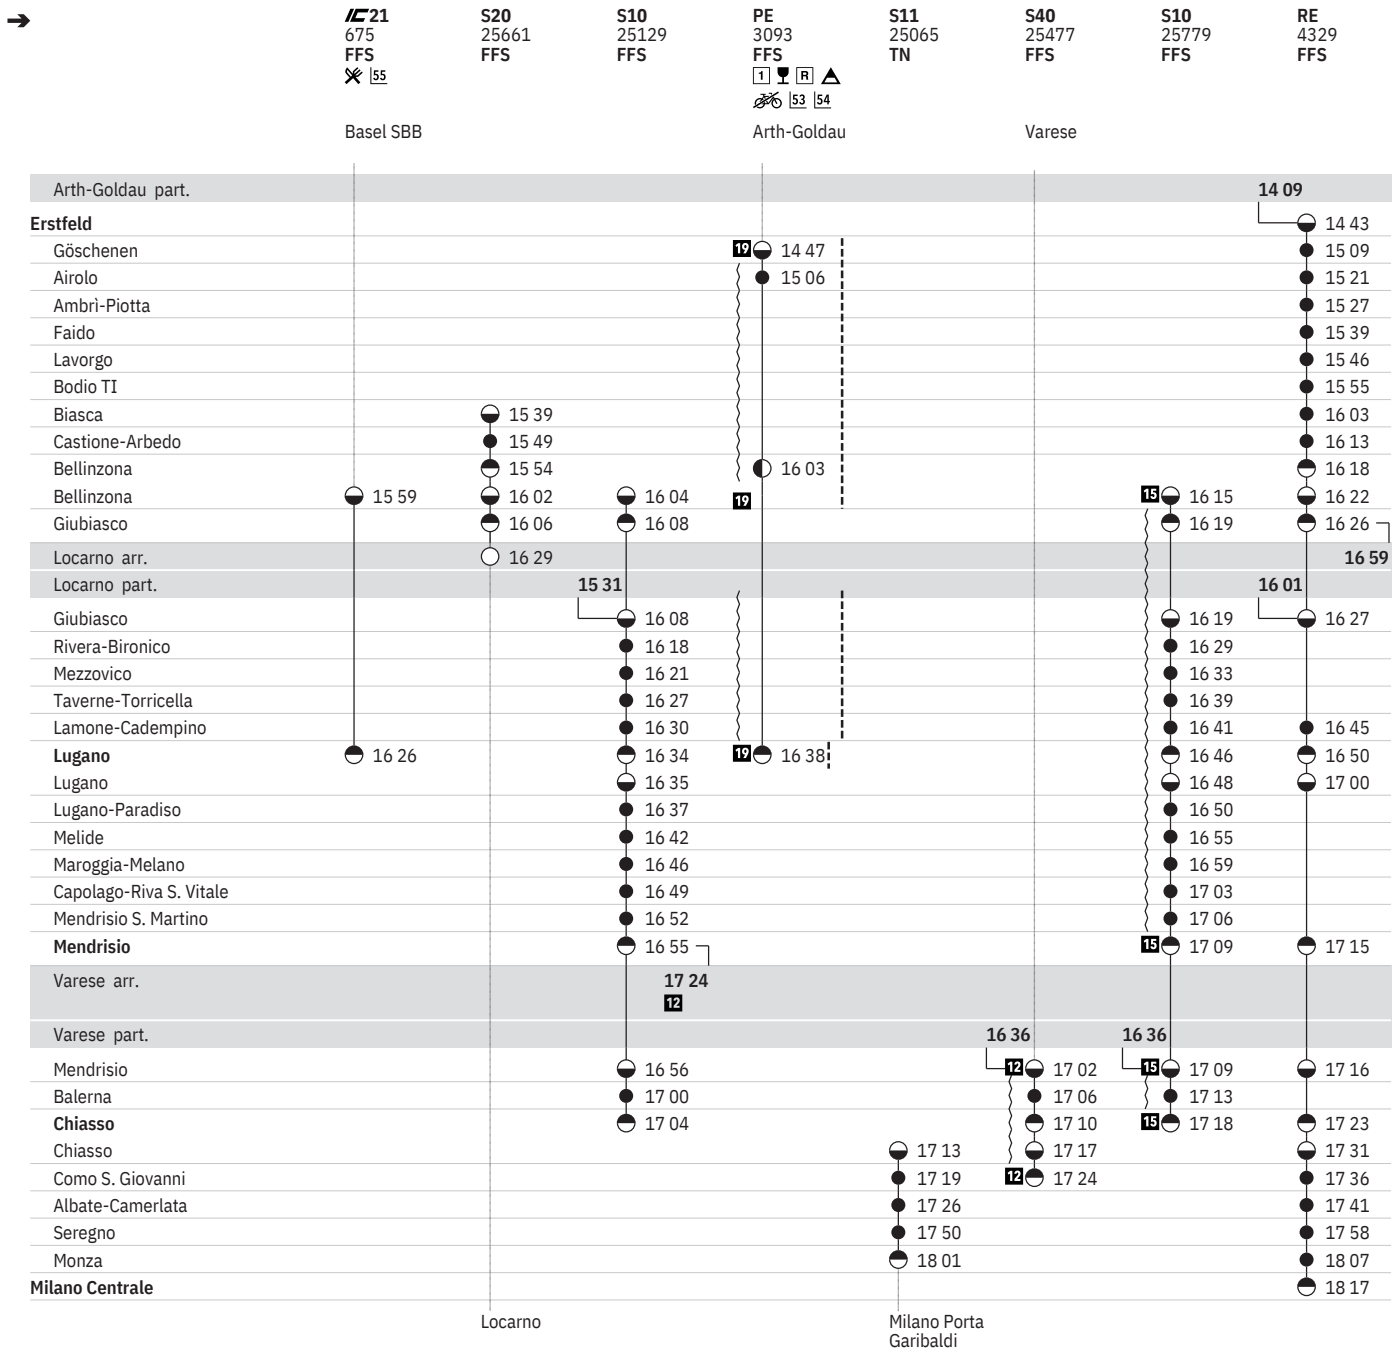 ➔ IC 21 S20 S10 PE S11 S40 S10 RE
675 25661 25129 3093 25065 25477 25779 4329
FFS FFS FFS FFS TN FFS FFS FFS
55 1 R
53 54
Basel SBB Arth-Goldau Varese
Arth-Goldau part. 14 09
Erstfeld 14 43
Göschenen 19 14 47 15 09
Airolo 15 06 15 21
Ambrì-Piotta 15 27
Faido 15 39
Lavorgo 15 46
Bodio TI 15 55
Biasca 15 39 16 03
Castione-Arbedo 15 49 16 13
Bellinzona 15 54 16 03 16 18
Bellinzona 15 59 16 02 16 04 19 15 16 15 16 22
Giubiasco 16 06 16 08 16 19 16 26
Locarno arr. 16 29 16 59
Locarno part. 15 31 16 01
Giubiasco 16 08 16 19 16 27
Rivera-Bironico 16 18 16 29
Mezzovico 16 21 16 33
Taverne-Torricella 16 27 16 39
Lamone-Cadempino 16 30 16 41 16 45
Lugano 16 26 16 34 19 16 38 16 46 16 50
Lugano 16 35 16 48 17 00
Lugano-Paradiso 16 37 16 50
Melide 16 42 16 55
Maroggia-Melano 16 46 16 59
Capolago-Riva S. Vitale 16 49 17 03
Mendrisio S. Martino 16 52 17 06
Mendrisio 16 55 15 17 09 17 15
Varese arr. 17 24
12
Varese part. 16 36 16 36
Mendrisio 16 56 12 17 02 15 17 09 17 16
Balerna 17 00 17 06 17 13
Chiasso 17 04 17 10 15 17 18 17 23
Chiasso 17 13 17 17 17 31
Como S. Giovanni 17 19 12 17 24 17 36
Albate-Camerlata 17 26 17 41
Seregno 17 50 17 58
Monza 18 01 18 07
Milano Centrale 18 17
Locarno Milano Porta
Garibaldi